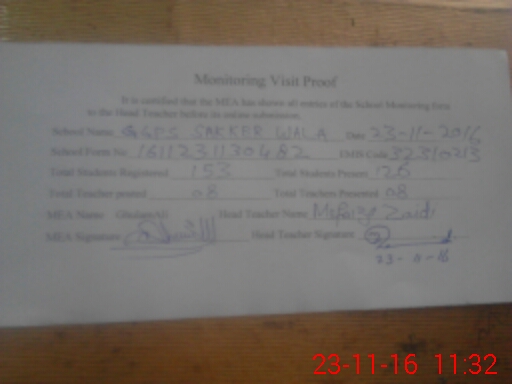 Monitoring Visit Proof
It is certified that the MEA has shown all entries of the School Monitoring form
to the Head Teacher before its online submission.
School Name GGPS SAKKER WALA Date 23-11-2016
School Form No. 1611231130482 EMIS Code 32310213
Total Students Registered 153 Total Students Present 126
Total Teacher posted 08 Total Teachers Presented 08
MEA Name Head Teacher Name Zaidi
MEA Signature Head Teacher Signature
23-11-16
23-11-16 11:32